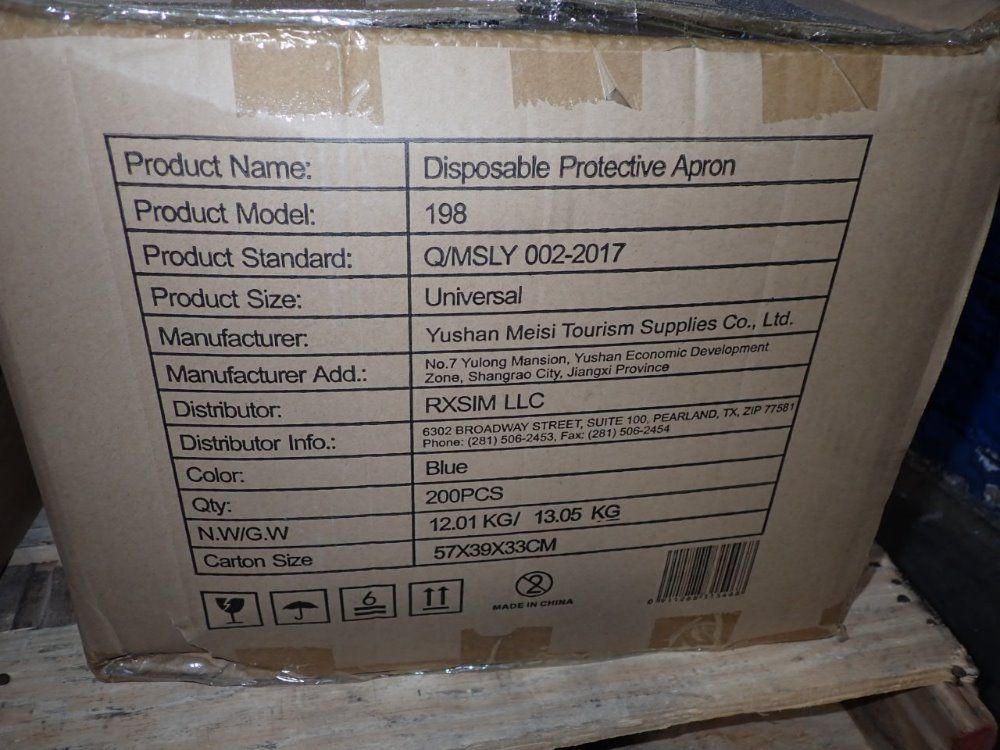 Product Name: Disposable Protective Apron
Product Model: 198
Product Standard: Q/MSLY 002-2017
Product Size: Universal
Manufacturer: Yushan Meisi Tourism Supplies Co., Ltd.
Manufacturer Add.: No.7 Yulong Mansion, Yushan Economic Development
Zone, Shangrao City, Jiangxi Province
Distributor: RXSIM LLC
Distributor Info.: 6302 BROADWAY STREET, SUITE 100, PEARLAND, TX, ZIP 77581
Phone: (281) 506-2453, Fax: (281) 506-2454
Color: Blue
Qty: 200PCS
N.W/G.W 12.01 KG/ 13.05 KG
Carton Size 57X39X33CM
6
2
MADE IN CHINA